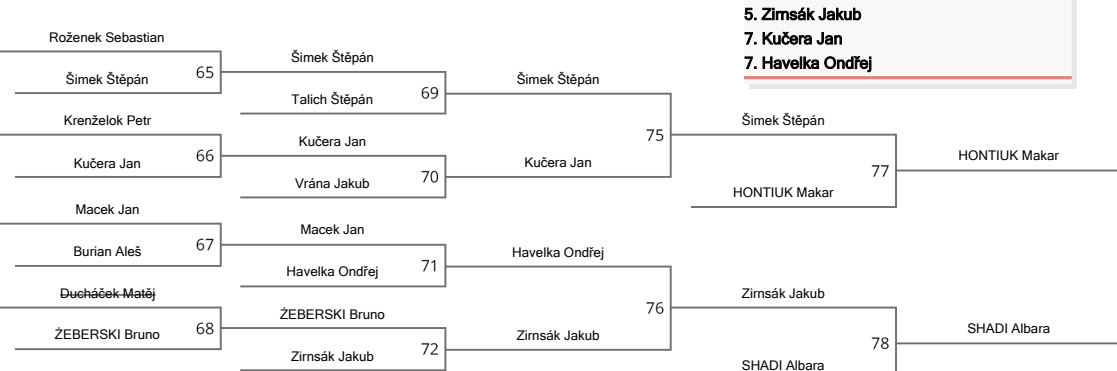 5. Zirnsák Jakub
7. Kučera Jan
7. Havelka Ondřej
Roženek Sebastian
Šimek Štěpán
65
Krenželok Petr
Kučera Jan
66
Macek Jan
Burian Aleš
67
Ducháček Matěj
ŻEBERSKI Bruno
68
Šimek Štěpán
Talich Štěpán
69
Kučera Jan
Vrána Jakub
70
Macek Jan
Havelka Ondřej
71
ŻEBERSKI Bruno
Zirnsák Jakub
72
Šimek Štěpán
Kučera Jan
75
Havelka Ondřej
Zirnsák Jakub
76
Šimek Štěpán
HONTIUK Makar
77
Zirnsák Jakub
SHADI Albara
78
HONTIUK Makar
SHADI Albara